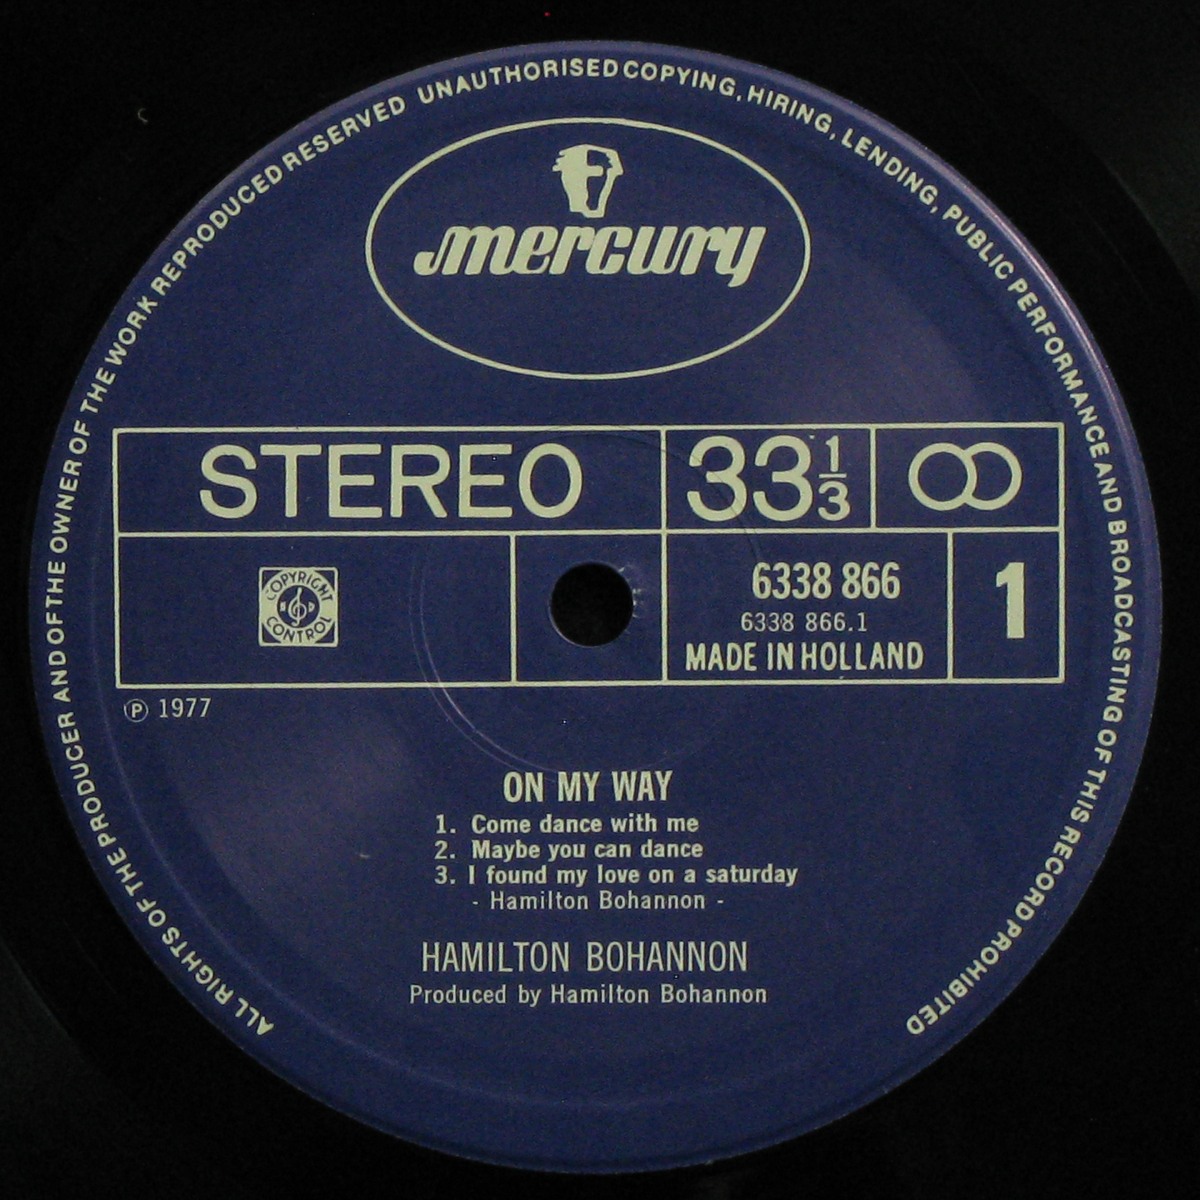 ALL RIGHTS OF THE PRODUCER AND OF THE OWNER OF THE WORK REPRODUCED RESERVED UNAUTHORISED COPYING, HIRING, LENDING, PUBLIC PERFORMANCE AND BROADCASTING OF THIS RECORD PROHIBITED
mercury
STEREO 33 1/3
COPYRIGHT
CONTROL
6338 866
6338 866.1
MADE IN HOLLAND
1
℗ 1977
ON MY WAY
1. Come dance with me
2. Maybe you can dance
3. I found my love on a saturday
- Hamilton Bohannon -
HAMILTON BOHANNON
Produced by Hamilton Bohannon